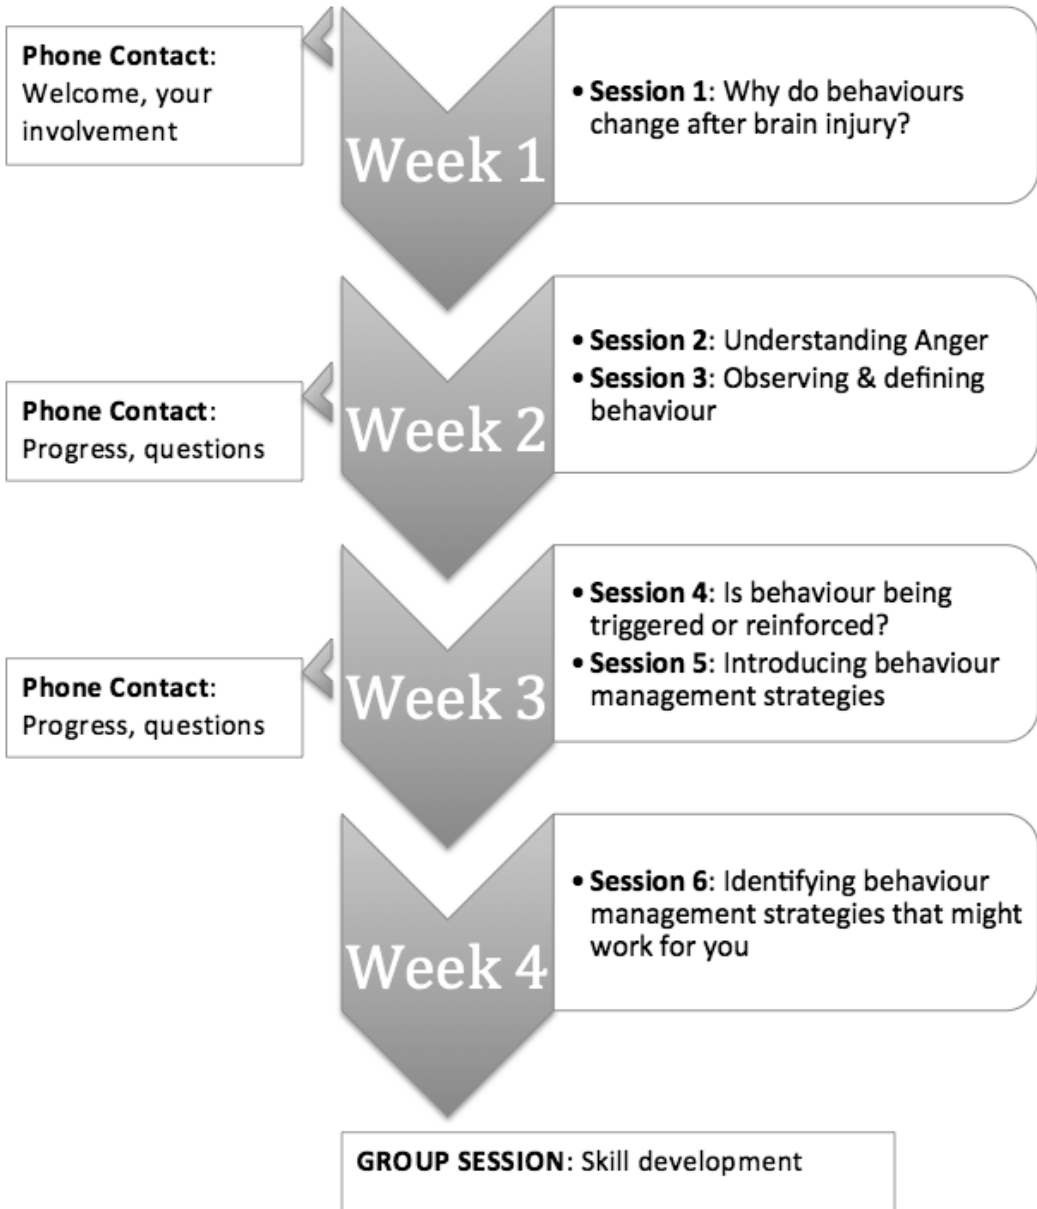 Phone Contact:
Welcome, your
involvement
Week 1
• Session 1: Why do behaviours
change after brain injury?
Phone Contact:
Progress, questions
Week 2
• Session 2: Understanding Anger
• Session 3: Observing & defining
behaviour
Phone Contact:
Progress, questions
Week 3
• Session 4: Is behaviour being
triggered or reinforced?
• Session 5: Introducing behaviour
management strategies
Week 4
• Session 6: Identifying behaviour
management strategies that might
work for you
GROUP SESSION: Skill development